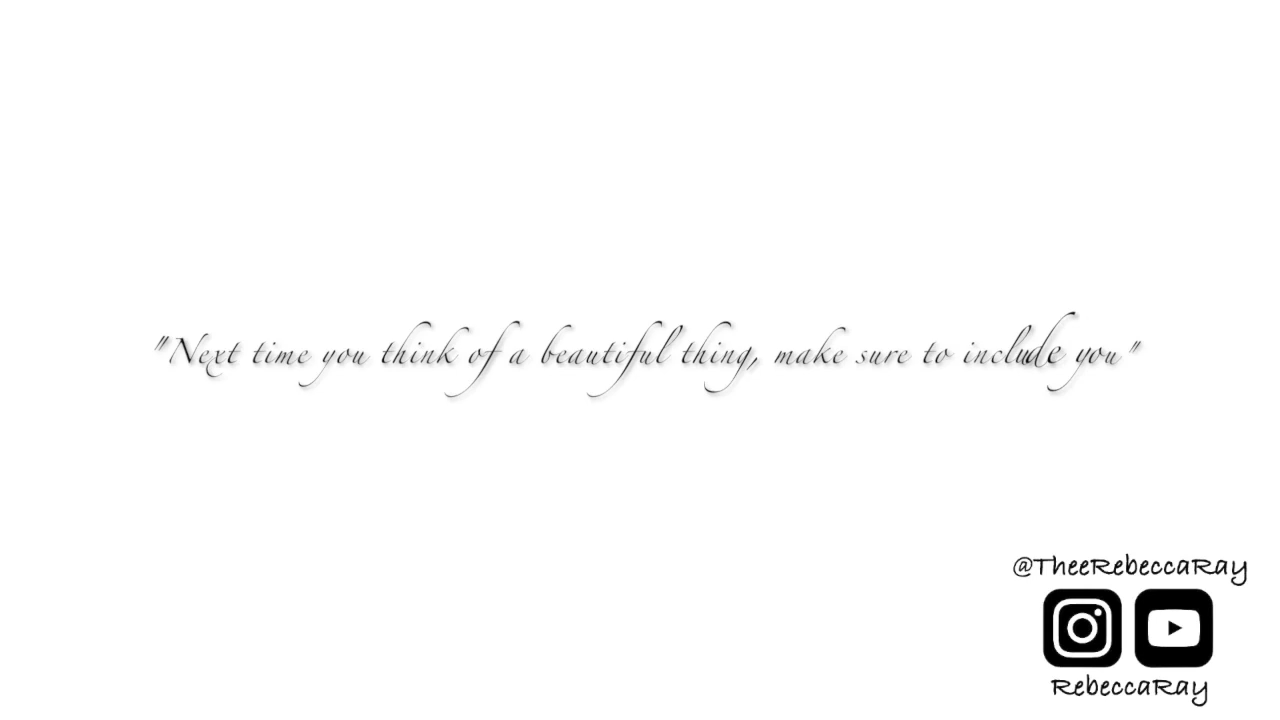 "Next time you think of a beautiful thing, make sure to include you"
@TheeRebeccaRay
RebeccaRay